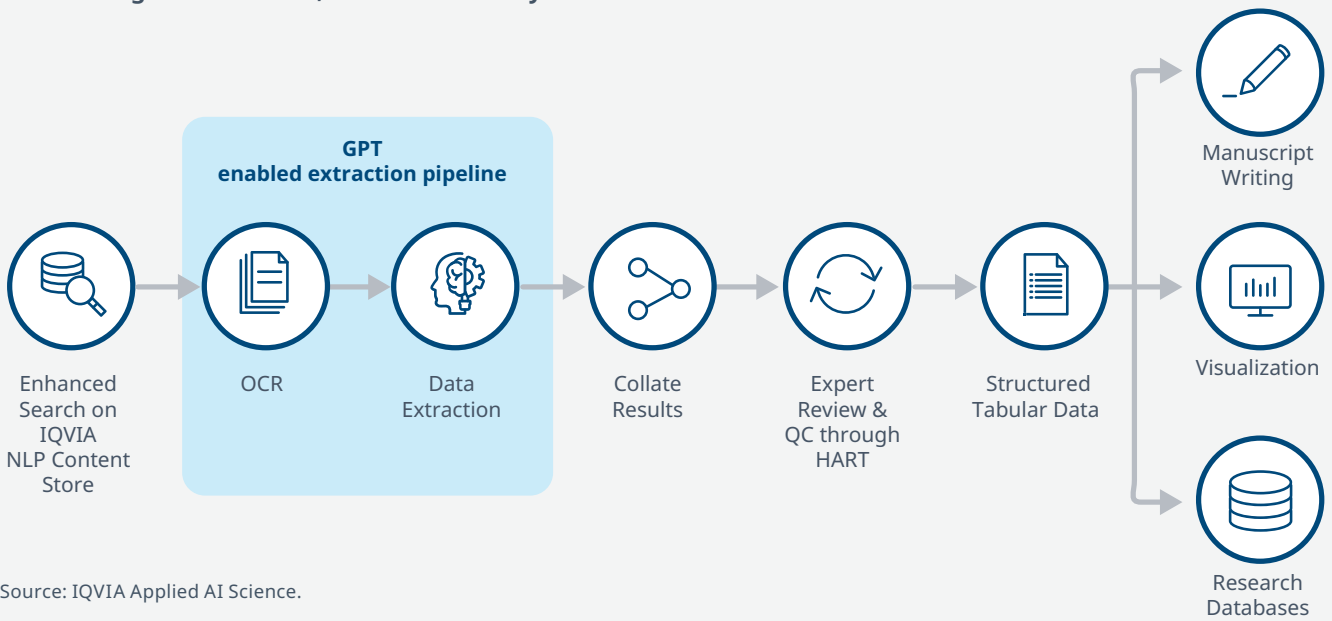 GPT
enabled extraction pipeline
Enhanced
Search on
IQVIA
NLP Content
Store
OCR
Data
Extraction
Collate
Results
Expert
Review &
QC through
HART
Structured
Tabular Data
Manuscript
Writing
Visualization
Research
Databases
Source: IQVIA Applied AI Science.